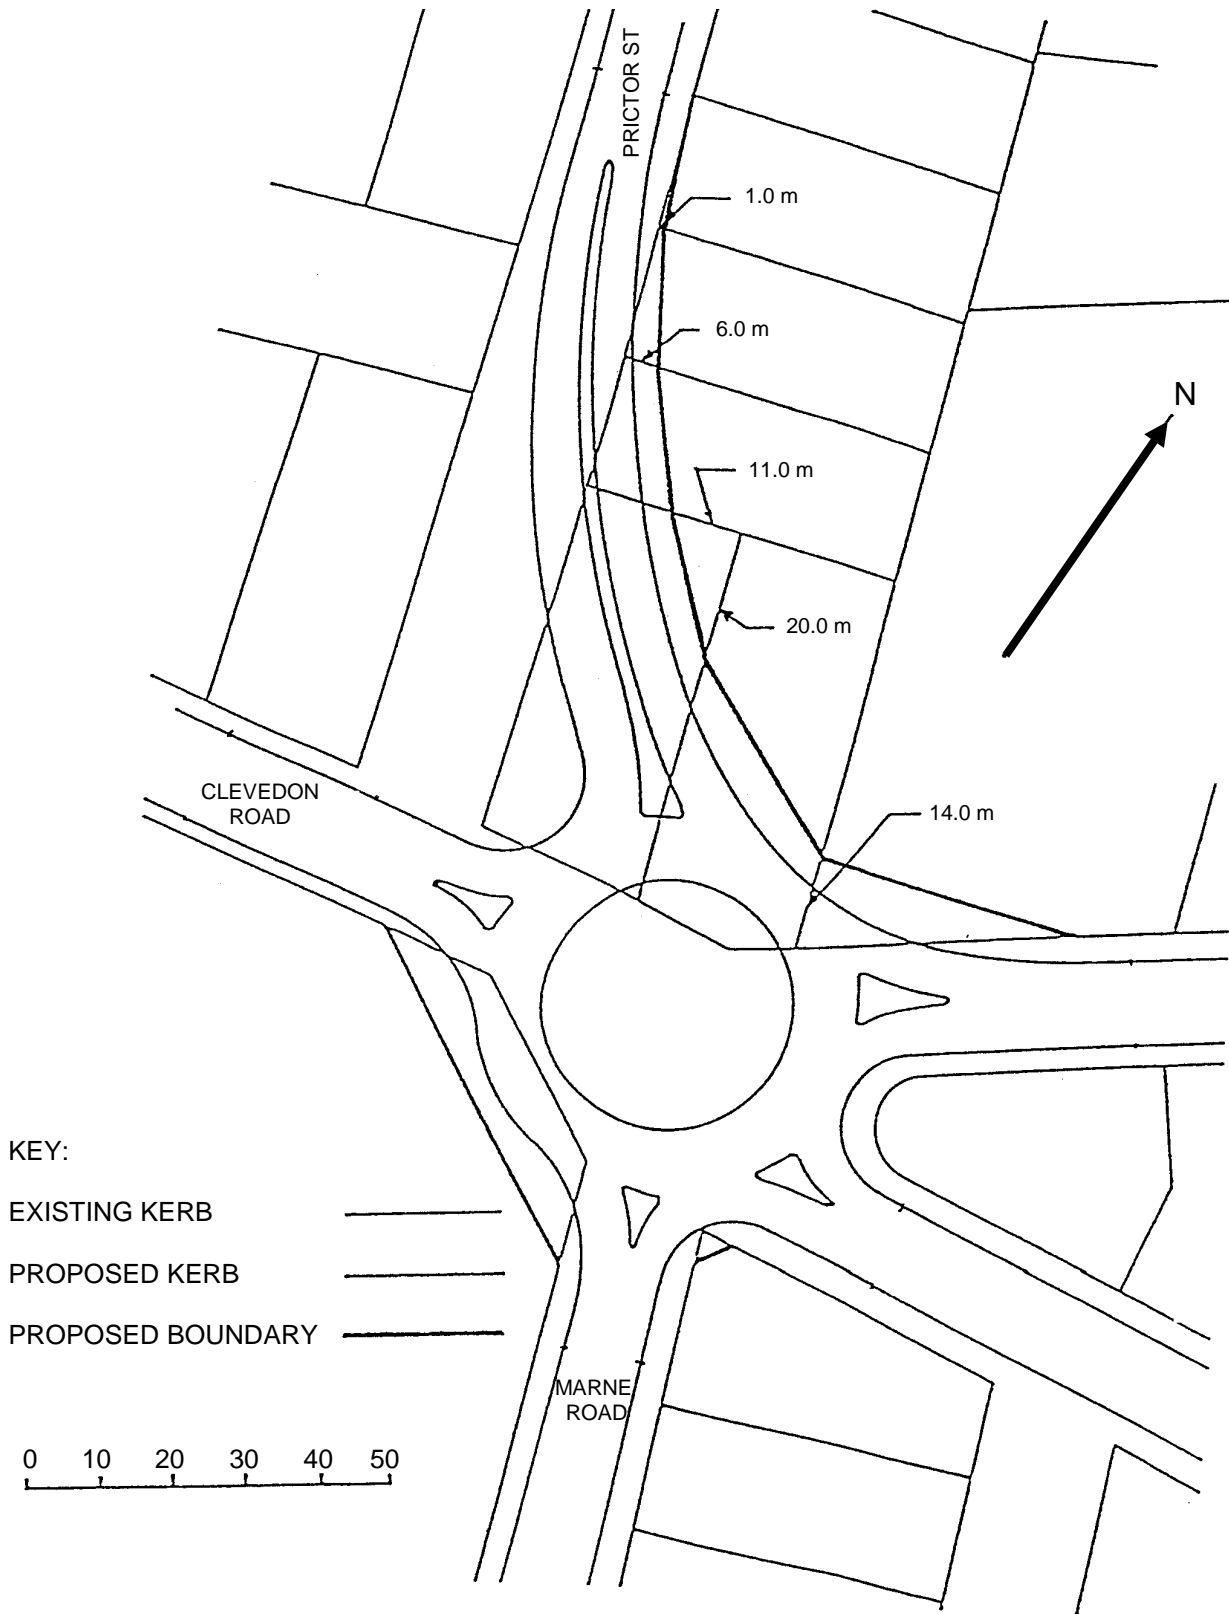 PRICTOR ST
1.0 m
6.0 m
N
11.0 m
20.0 m
CLEVEDON
ROAD
14.0 m
KEY:
EXISTING KERB
PROPOSED KERB
PROPOSED BOUNDARY
MARNE
ROAD
0 10 20 30 40 50